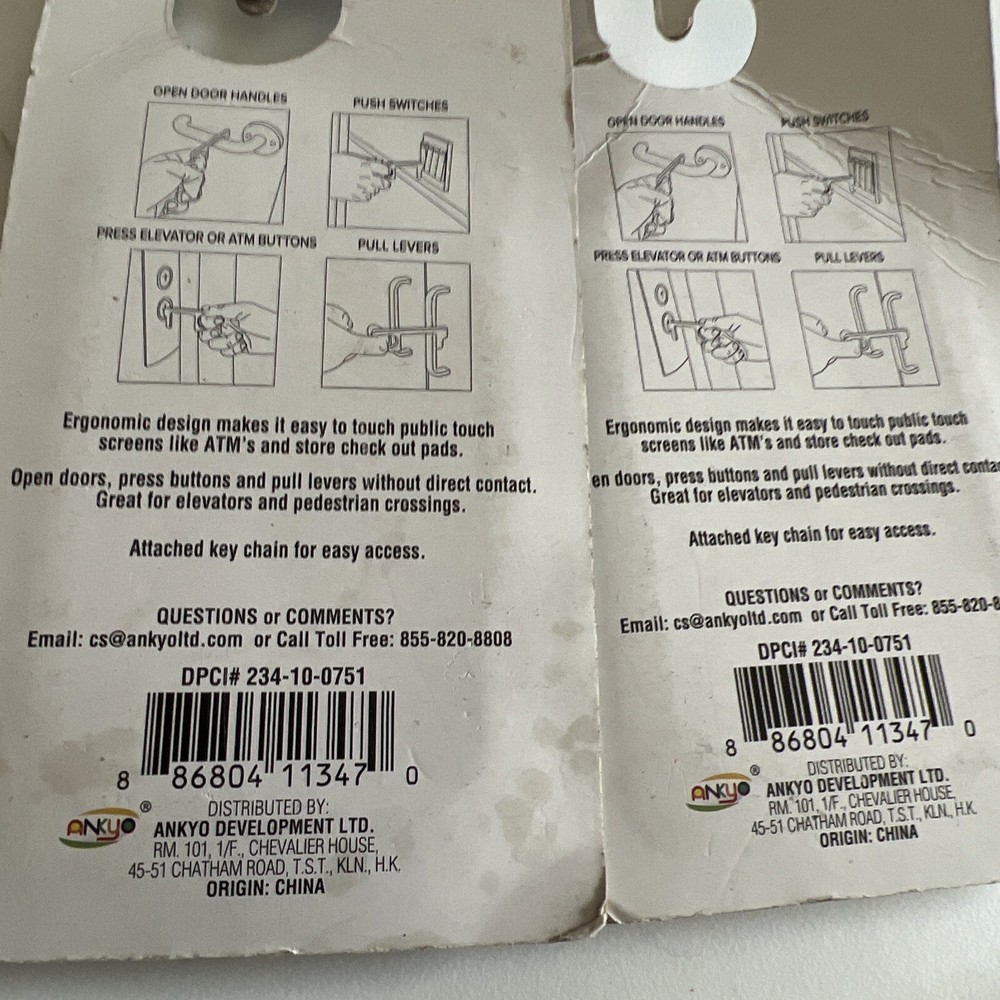 OPEN DOOR HANDLES
PUSH SWITCHES
PRESS ELEVATOR OR ATM BUTTONS
PULL LEVERS
Ergonomic design makes it easy to touch public touch
screens like ATM's and store check out pads.
Open doors, press buttons and pull levers without direct contact.
Great for elevators and pedestrian crossings.
Attached key chain for easy access.
QUESTIONS or COMMENTS?
Email: cs@ankyoltd.com or Call Toll Free: 855-820-8808
DPCI# 234-10-0751
8 86804 11347 0
ANKYO ®
DISTRIBUTED BY:
ANKYO DEVELOPMENT LTD.
RM. 101, 1/F., CHEVALIER HOUSE,
45-51 CHATHAM ROAD, T.S.T., KLN., H.K.
ORIGIN: CHINA
OPEN DOOR HANDLES
PUSH SWITCHES
PRESS ELEVATOR OR ATM BUTTONS
PULL LEVERS
Ergonomic design makes it easy to touch public touch
screens like ATM's and store check out pads.
en doors, press buttons and pull levers without direct contac
Great for elevators and pedestrian crossings.
Attached key chain for easy access.
QUESTIONS or COMMENTS?
Email: cs@ankyoltd.com or Call Toll Free: 855-820-8
DPCI# 234-10-0751
8 86804 11347 0
ANKYO ®
DISTRIBUTED BY:
ANKYO DEVELOPMENT LTD.
RM. 101, 1/F., CHEVALIER HOUSE,
45-51 CHATHAM ROAD, T.S.T., KLN., H.K.
ORIGIN: CHINA